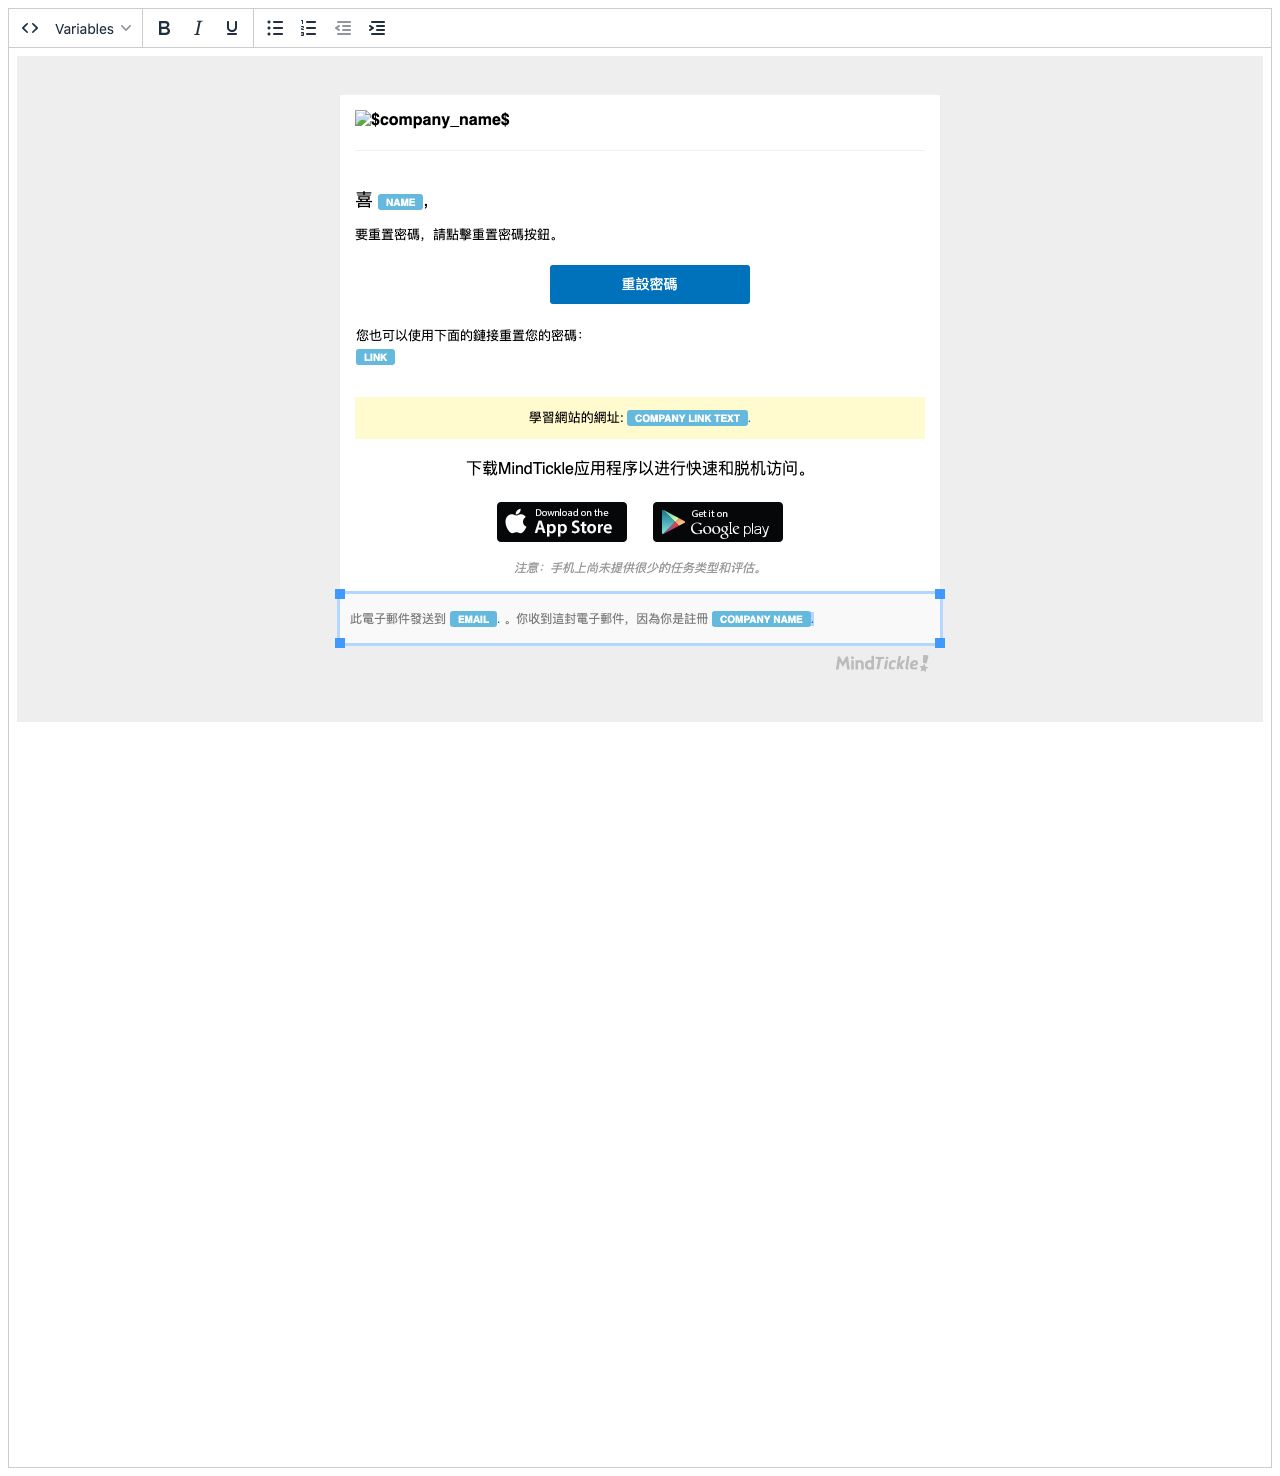 Variables B I U
$company_name$
喜 NAME,
要重置密碼，請點擊重置密碼按鈕。
重設密碼
您也可以使用下面的鏈接重置您的密碼：
LINK
學習網站的網址: COMPANY LINK TEXT.
下载MindTickle应用程序以进行快速和脱机访问。
Download on the
App Store
Get it on
Google play
注意：手机上尚未提供很少的任务类型和评估。
此電子郵件發送到 EMAIL. 。你收到這封電子郵件，因為你是註冊 COMPANY NAME.
MindTickle!